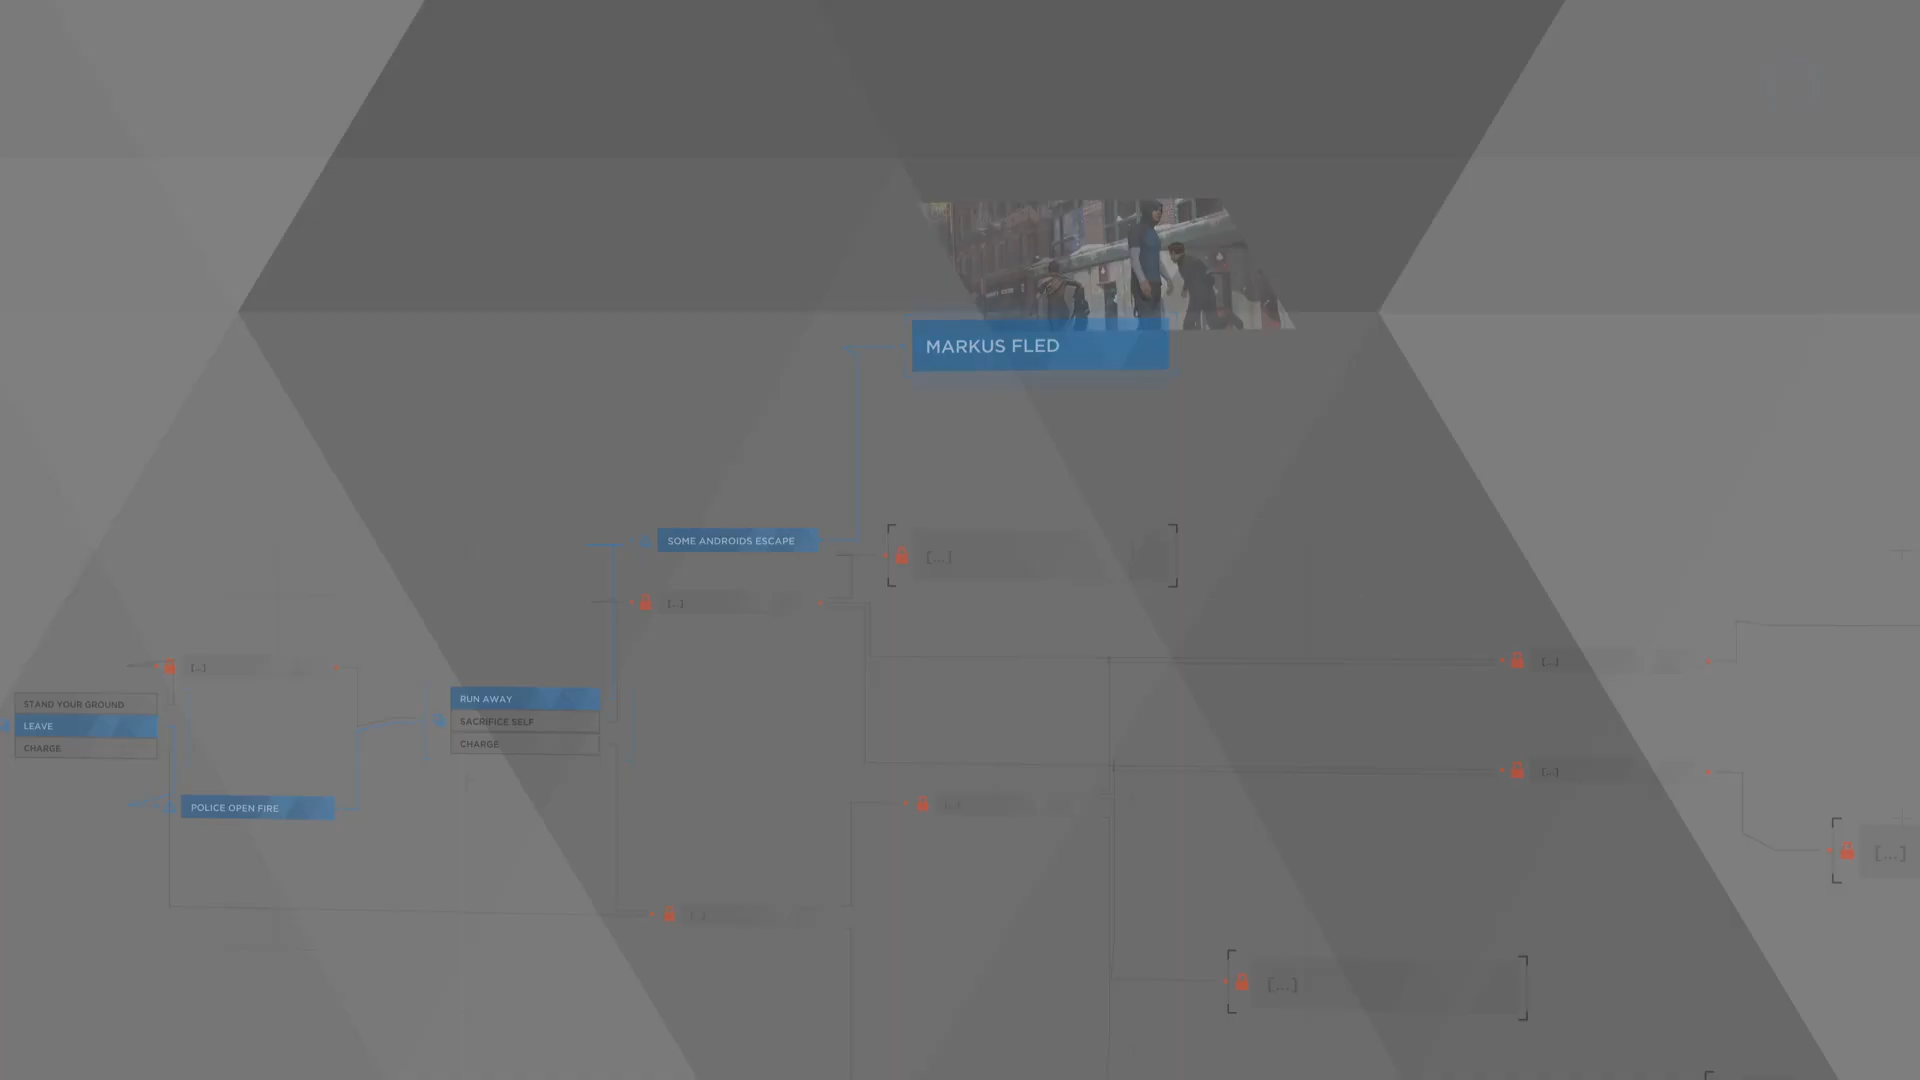 MARKUS FLED
SOME ANDROIDS ESCAPE
[...]
[...]
[...]
[...]
STAND YOUR GROUND
LEAVE
CHARGE
RUN AWAY
SACRIFICE SELF
CHARGE
[...]
POLICE OPEN FIRE
[...]
[...]
[...]
[...]